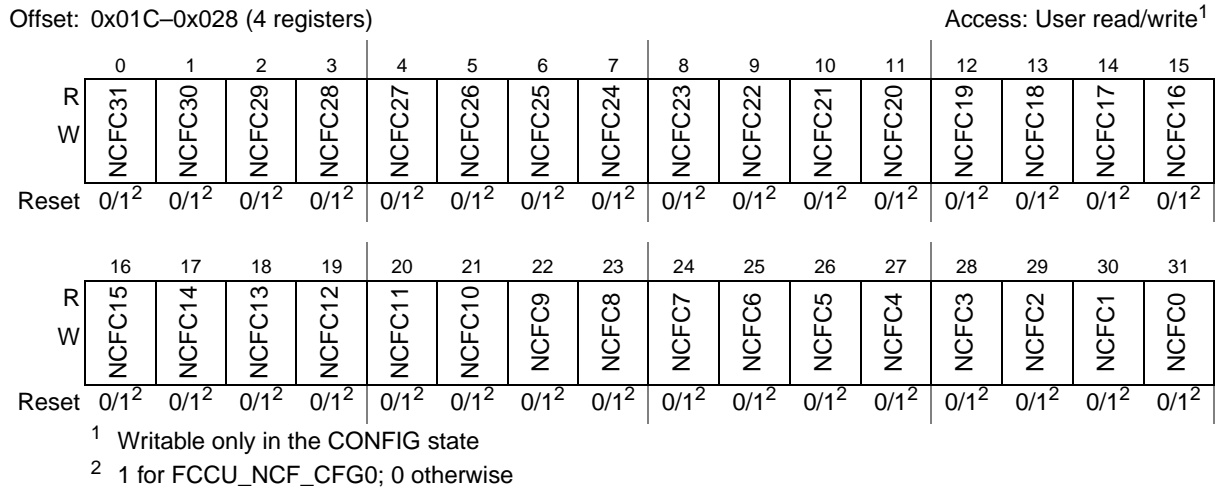 Offset: 0x01C–0x028 (4 registers) Access: User read/write1
0 1 2 3 4 5 6 7 8 9 10 11 12 13 14 15
R
W
NCFC31 NCFC30 NCFC29 NCFC28 NCFC27 NCFC26 NCFC25 NCFC24 NCFC23 NCFC22 NCFC21 NCFC20 NCFC19 NCFC18 NCFC17 NCFC16
Reset 0/12 0/12 0/12 0/12 0/12 0/12 0/12 0/12 0/12 0/12 0/12 0/12 0/12 0/12 0/12 0/12
16 17 18 19 20 21 22 23 24 25 26 27 28 29 30 31
R
W
NCFC15 NCFC14 NCFC13 NCFC12 NCFC11 NCFC10 NCFC9 NCFC8 NCFC7 NCFC6 NCFC5 NCFC4 NCFC3 NCFC2 NCFC1 NCFC0
Reset 0/12 0/12 0/12 0/12 0/12 0/12 0/12 0/12 0/12 0/12 0/12 0/12 0/12 0/12 0/12 0/12
1 Writable only in the CONFIG state
2 1 for FCCU_NCF_CFG0; 0 otherwise